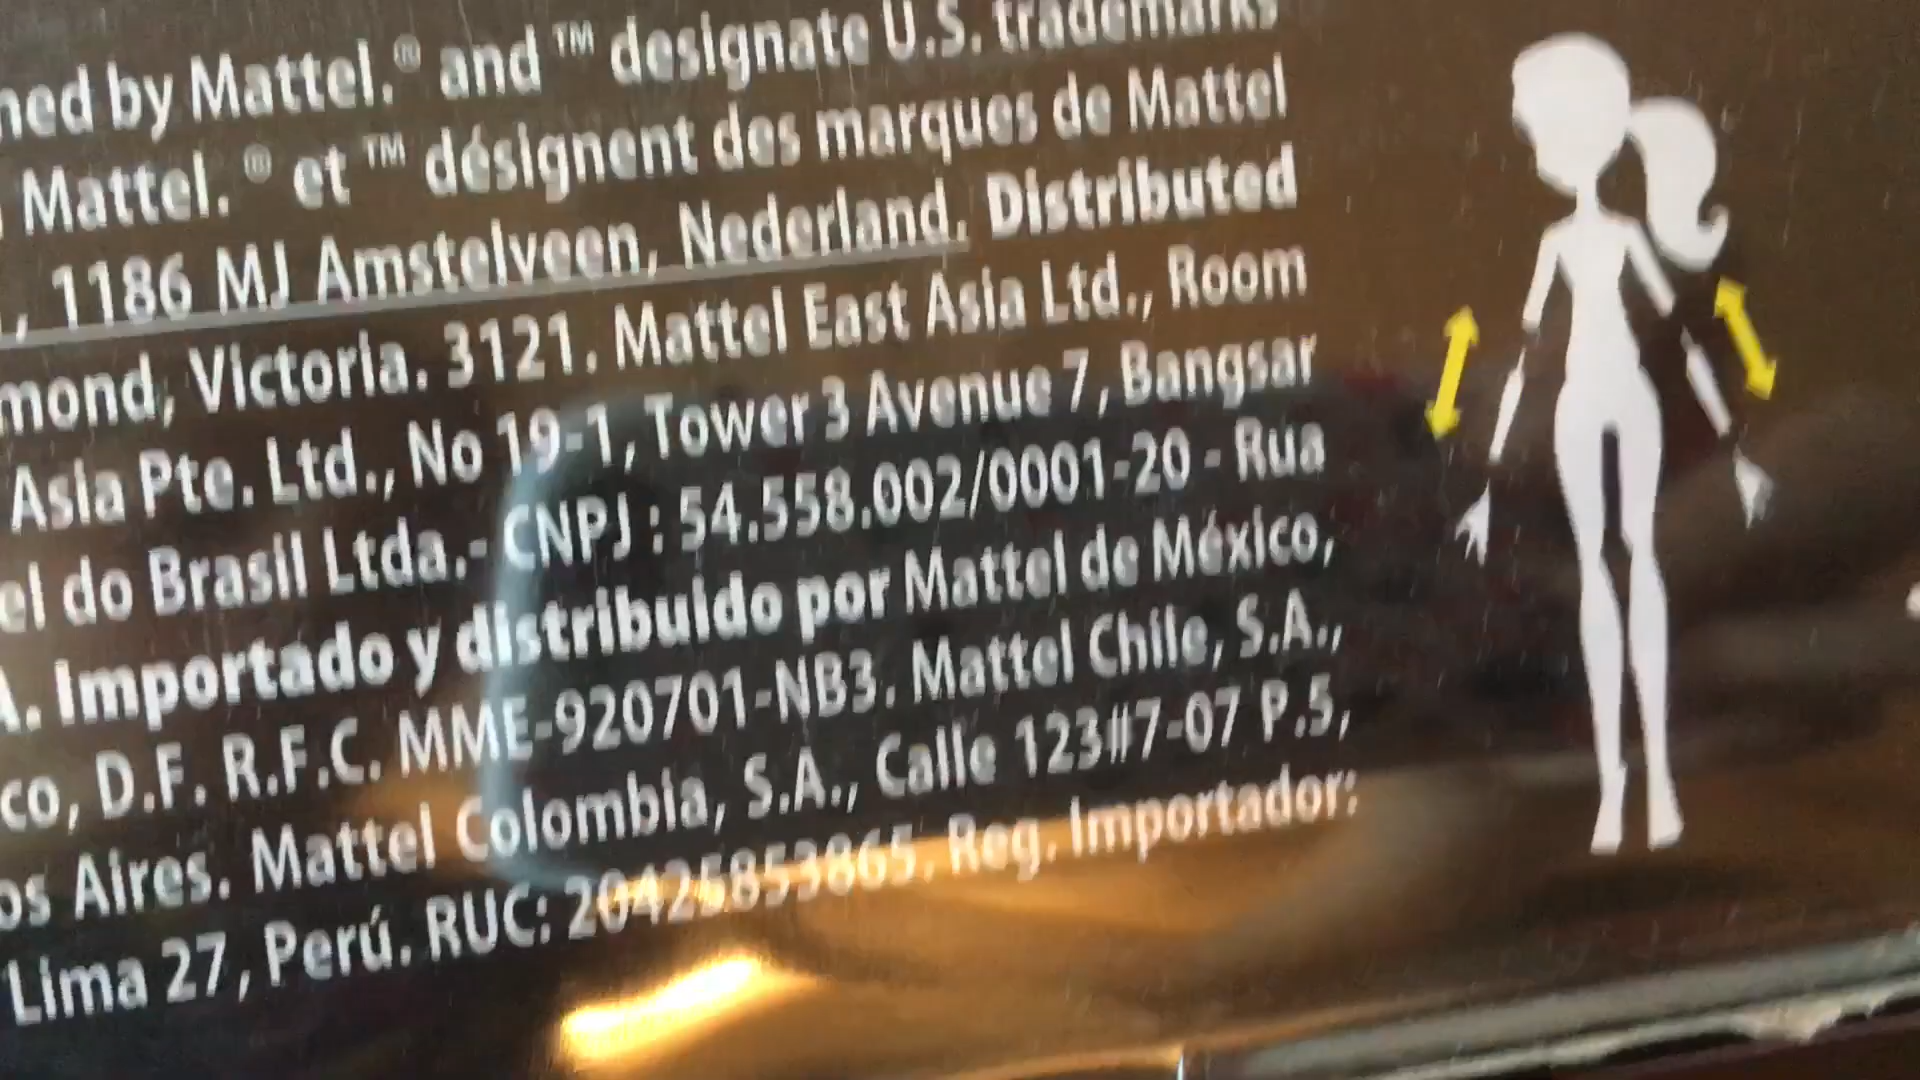 ned by Mattel.® and ™ designate U.S. trademarks
Mattel. ® et ™ désignent des marques de Mattel
, 1186 MJ Amstelveen, Nederland. Distributed
mond, Victoria. 3121. Mattel East Asia Ltd., Room
Asia Pte. Ltd., No 19-1, Tower 3 Avenue 7, Bangsar
el do Brasil Ltda.- CNPJ : 54.558.002/0001-20 - Rua
A. Importado y distribuido por Mattel de México,
co, D.F. R.F.C. MME-920701-NB3. Mattel Chile, S.A.,
os Aires. Mattel Colombia, S.A., Calle 123#7-07 P.5,
Lima 27, Perú. RUC: 20425853865. Reg. Importador: